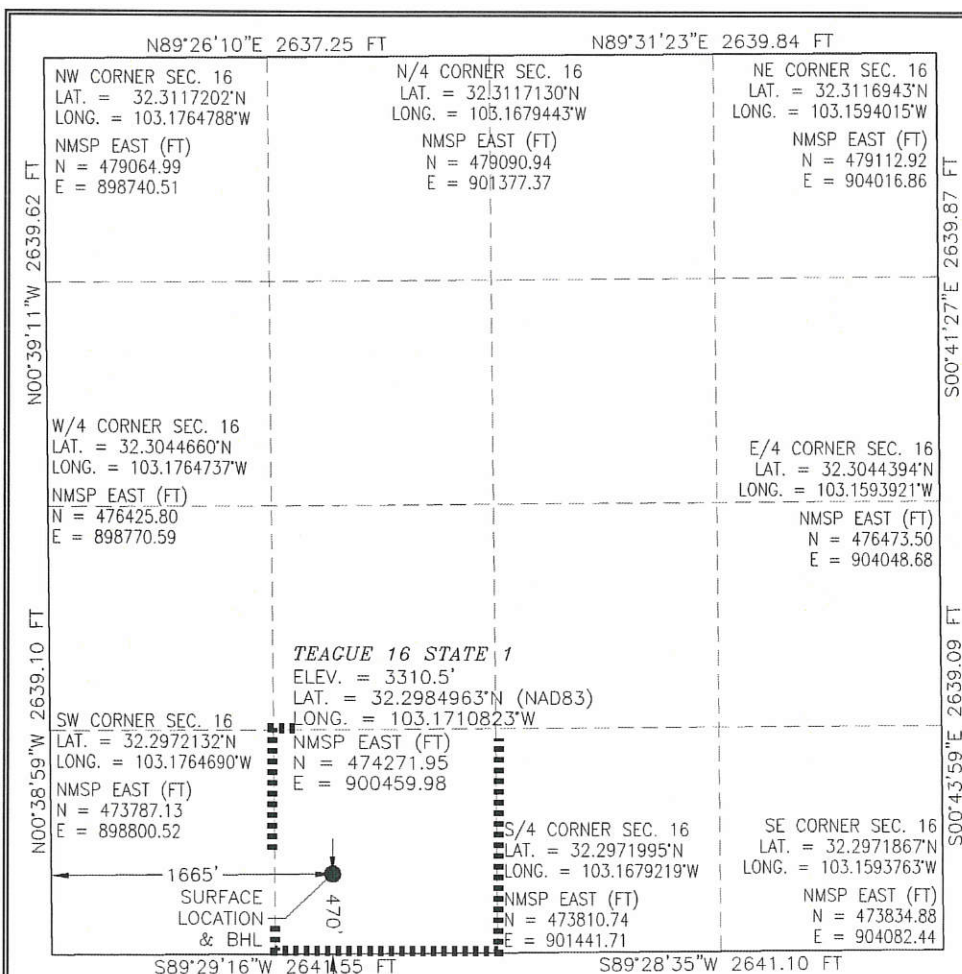 N89°26'10"E 2637.25 FT
N89°31'23"E 2639.84 FT
NW CORNER SEC. 16
LAT. = 32.3117202°N
LONG. = 103.1764788°W
NMSP EAST (FT)
N = 479064.99
E = 898740.51
N/4 CORNER SEC. 16
LAT. = 32.3117130°N
LONG. = 103.1679443°W
NMSP EAST (FT)
N = 479090.94
E = 901377.37
NE CORNER SEC. 16
LAT. = 32.3116943°N
LONG. = 103.1594015°W
NMSP EAST (FT)
N = 479112.92
E = 904016.86
N00°39'11"W 2639.62 FT
S00°41'27"E 2639.87 FT
W/4 CORNER SEC. 16
LAT. = 32.3044660°N
LONG. = 103.1764737°W
NMSP EAST (FT)
N = 476425.80
E = 898770.59
E/4 CORNER SEC. 16
LAT. = 32.3044394°N
LONG. = 103.1593921°W
NMSP EAST (FT)
N = 476473.50
E = 904048.68
N00°38'59"W 2639.10 FT
S00°43'59"E 2639.09 FT
TEAGUE 16 STATE 1
ELEV. = 3310.5'
LAT. = 32.2984963°N (NAD83)
LONG. = 103.1710823°W
NMSP EAST (FT)
N = 474271.95
E = 900459.98
SW CORNER SEC. 16
LAT. = 32.2972132°N
LONG. = 103.1764690°W
NMSP EAST (FT)
N = 473787.13
E = 898800.52
1665'
SURFACE
LOCATION
& BHL
470'
S/4 CORNER SEC. 16
LAT. = 32.2971995°N
LONG. = 103.1679219°W
NMSP EAST (FT)
N = 473810.74
E = 901441.71
SE CORNER SEC. 16
LAT. = 32.2971867°N
LONG. = 103.1593763°W
NMSP EAST (FT)
N = 473834.88
E = 904082.44
S89°29'16"W 2641.55 FT
S89°28'35"W 2641.10 FT